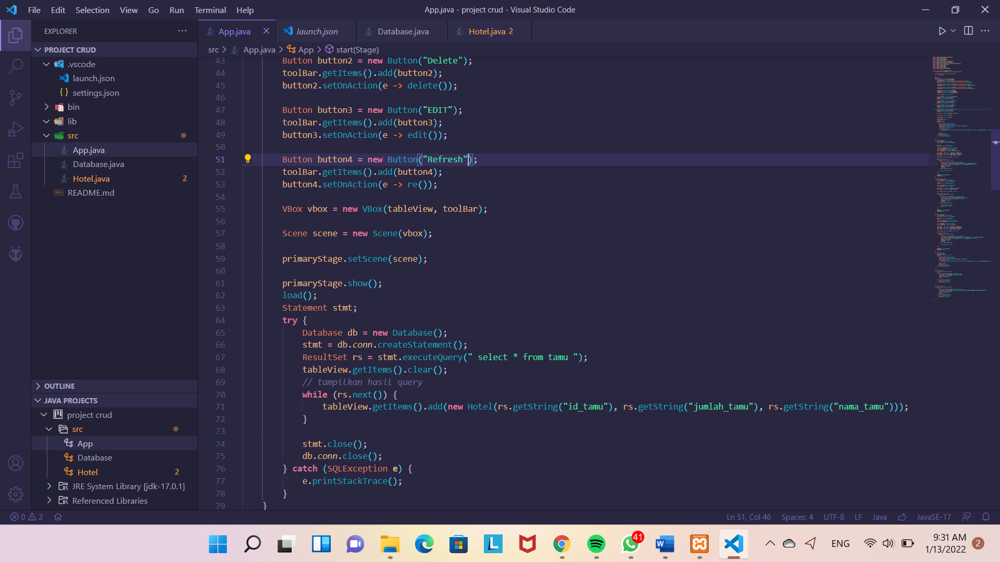 File Edit Selection View Go Run Terminal Help
App.java - project crud - Visual Studio Code
EXPLORER
PROJECT CRUD
.vscode
launch.json
settings.json
bin
lib
src
App.java
Database.java
Hotel.java 2
README.md
OUTLINE
JAVA PROJECTS
project crud
src
App
Database
Hotel 2
JRE System Library [jdk-17.0.1]
Referenced Libraries
App.java launch.json Database.java Hotel.java 2
src App.java App start(Stage)
43 Button button2 = new Button("Delete");
44 toolBar.getItems().add(button2);
45 button2.setOnAction(e -> delete());
46
47 Button button3 = new Button("EDIT");
48 toolBar.getItems().add(button3);
49 button3.setOnAction(e -> edit());
50
51 Button button4 = new Button("Refresh");
52 toolBar.getItems().add(button4);
53 button4.setOnAction(e -> re());
54
55 VBox vbox = new VBox(tableView, toolBar);
56
57 Scene scene = new Scene(vbox);
58
59 primaryStage.setScene(scene);
60
61 primaryStage.show();
62 load();
63 Statement stmt;
64 try {
65 Database db = new Database();
66 stmt = db.conn.createStatement();
67 ResultSet rs = stmt.executeQuery(" select * from tamu ");
68 tableView.getItems().clear();
69 // tampilkan hasil query
70 while (rs.next()) {
71 tableView.getItems().add(new Hotel(rs.getString("id_tamu"), rs.getString("jumlah_tamu"), rs.getString("nama_tamu")));
72 }
73
74 stmt.close();
75 db.conn.close();
76 } catch (SQLException e) {
77 e.printStackTrace();
78 }
79 }
0 2
Ln 51, Col 46 Spaces: 4 UTF-8 LF Java JavaSE-17
L
41
W
ENG
9:31 AM
1/13/2022
2